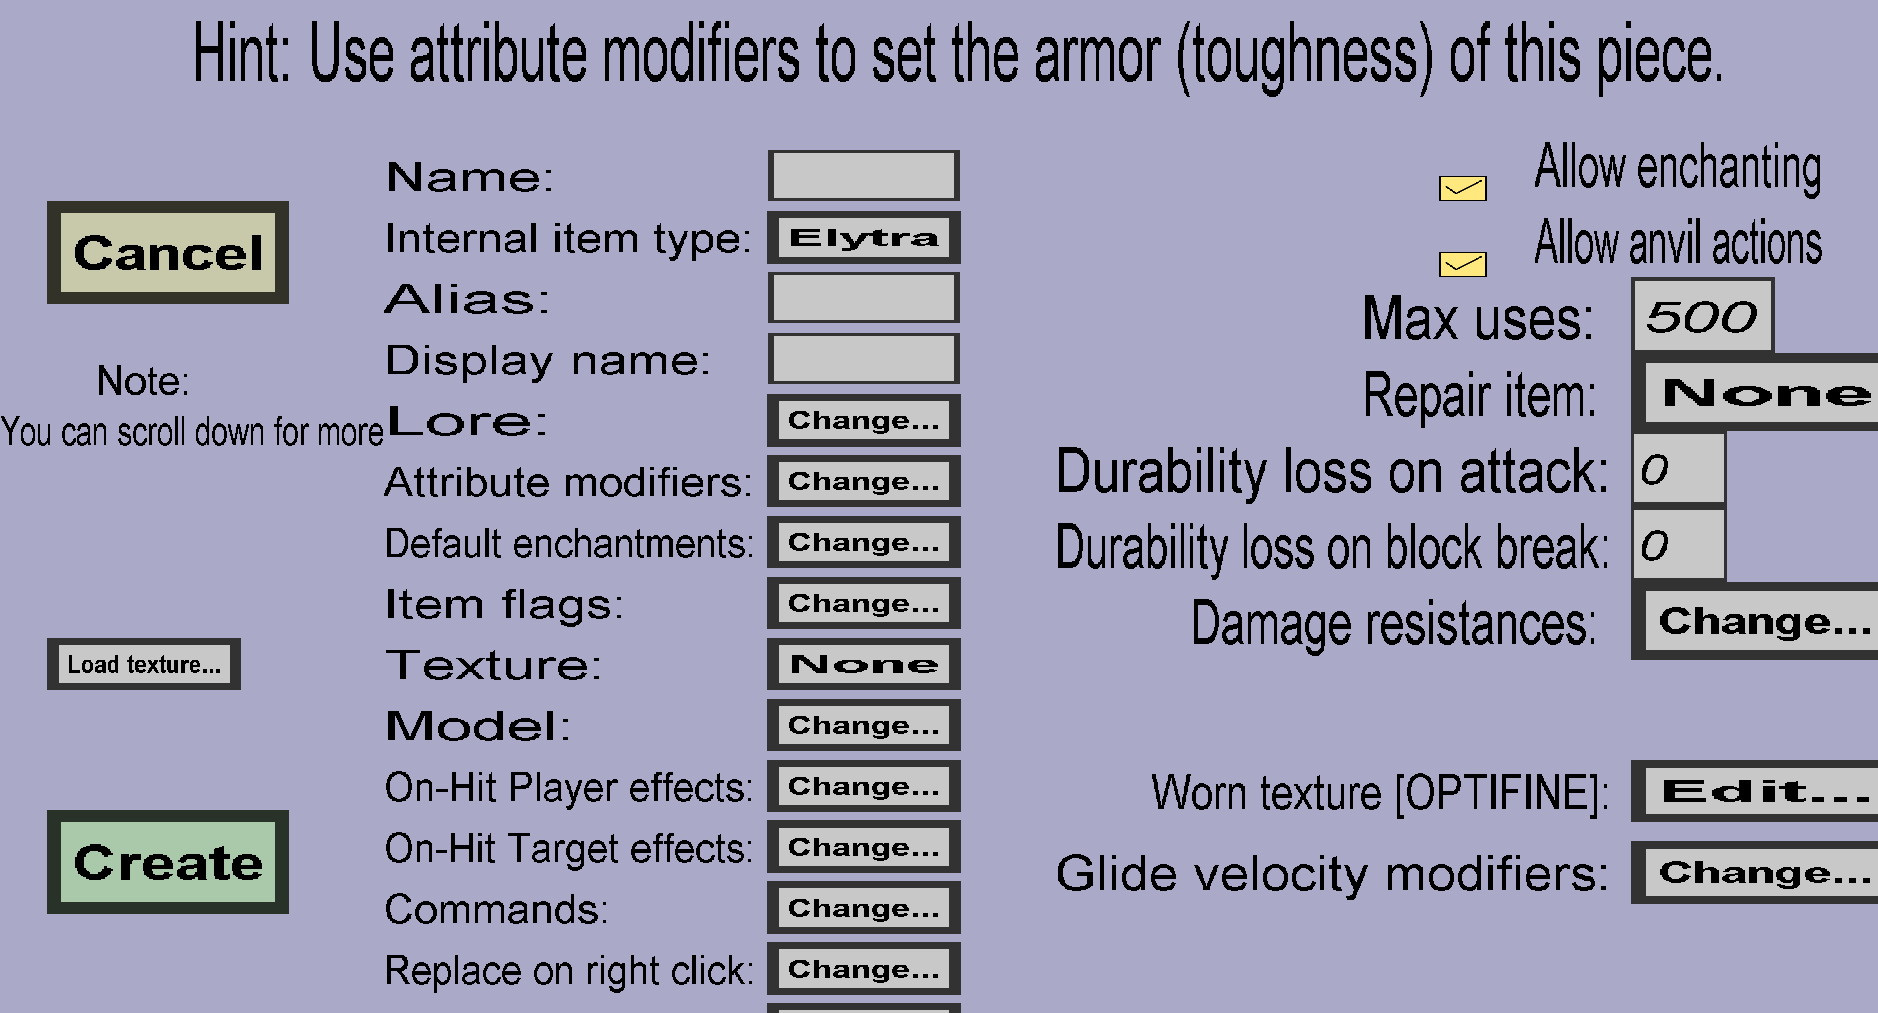 Hint: Use attribute modifiers to set the armor (toughness) of this piece.
Cancel
Note:
You can scroll down for more
Load texture...
Create
Name:
Internal item type: Elytra
Alias:
Display name:
Lore: Change...
Attribute modifiers: Change...
Default enchantments: Change...
Item flags: Change...
Texture: None
Model: Change...
On-Hit Player effects: Change...
On-Hit Target effects: Change...
Commands: Change...
Replace on right click: Change...
Allow enchanting
Allow anvil actions
Max uses: 500
Repair item: None
Durability loss on attack: 0
Durability loss on block break: 0
Damage resistances: Change...
Worn texture [OPTIFINE]: Edit...
Glide velocity modifiers: Change...